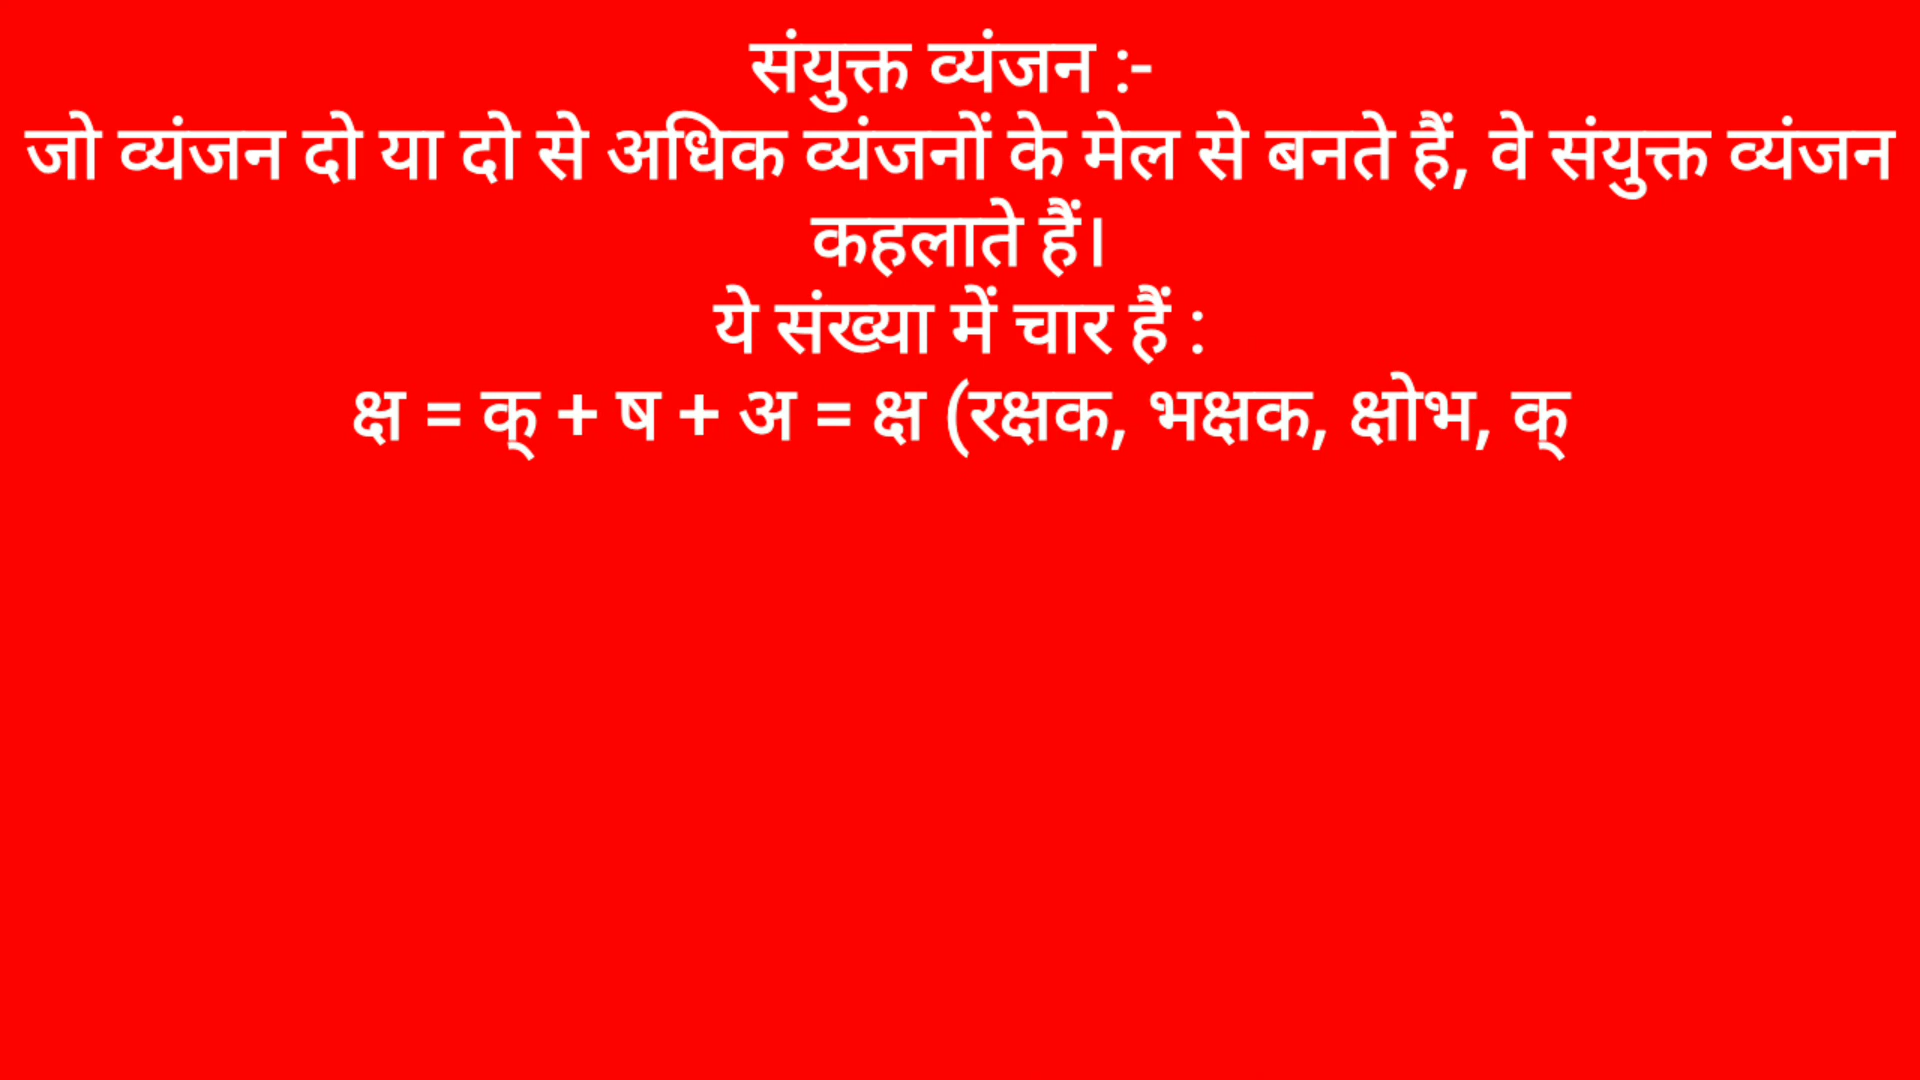 संयुक्त व्यंजन :-
जो व्यंजन दो या दो से अधिक व्यंजनों के मेल से बनते हैं, वे संयुक्त व्यंजन
कहलाते हैं।
ये संख्या में चार हैं :
क्ष = क् + ष + अ = क्ष (रक्षक, भक्षक, क्षोभ, क्